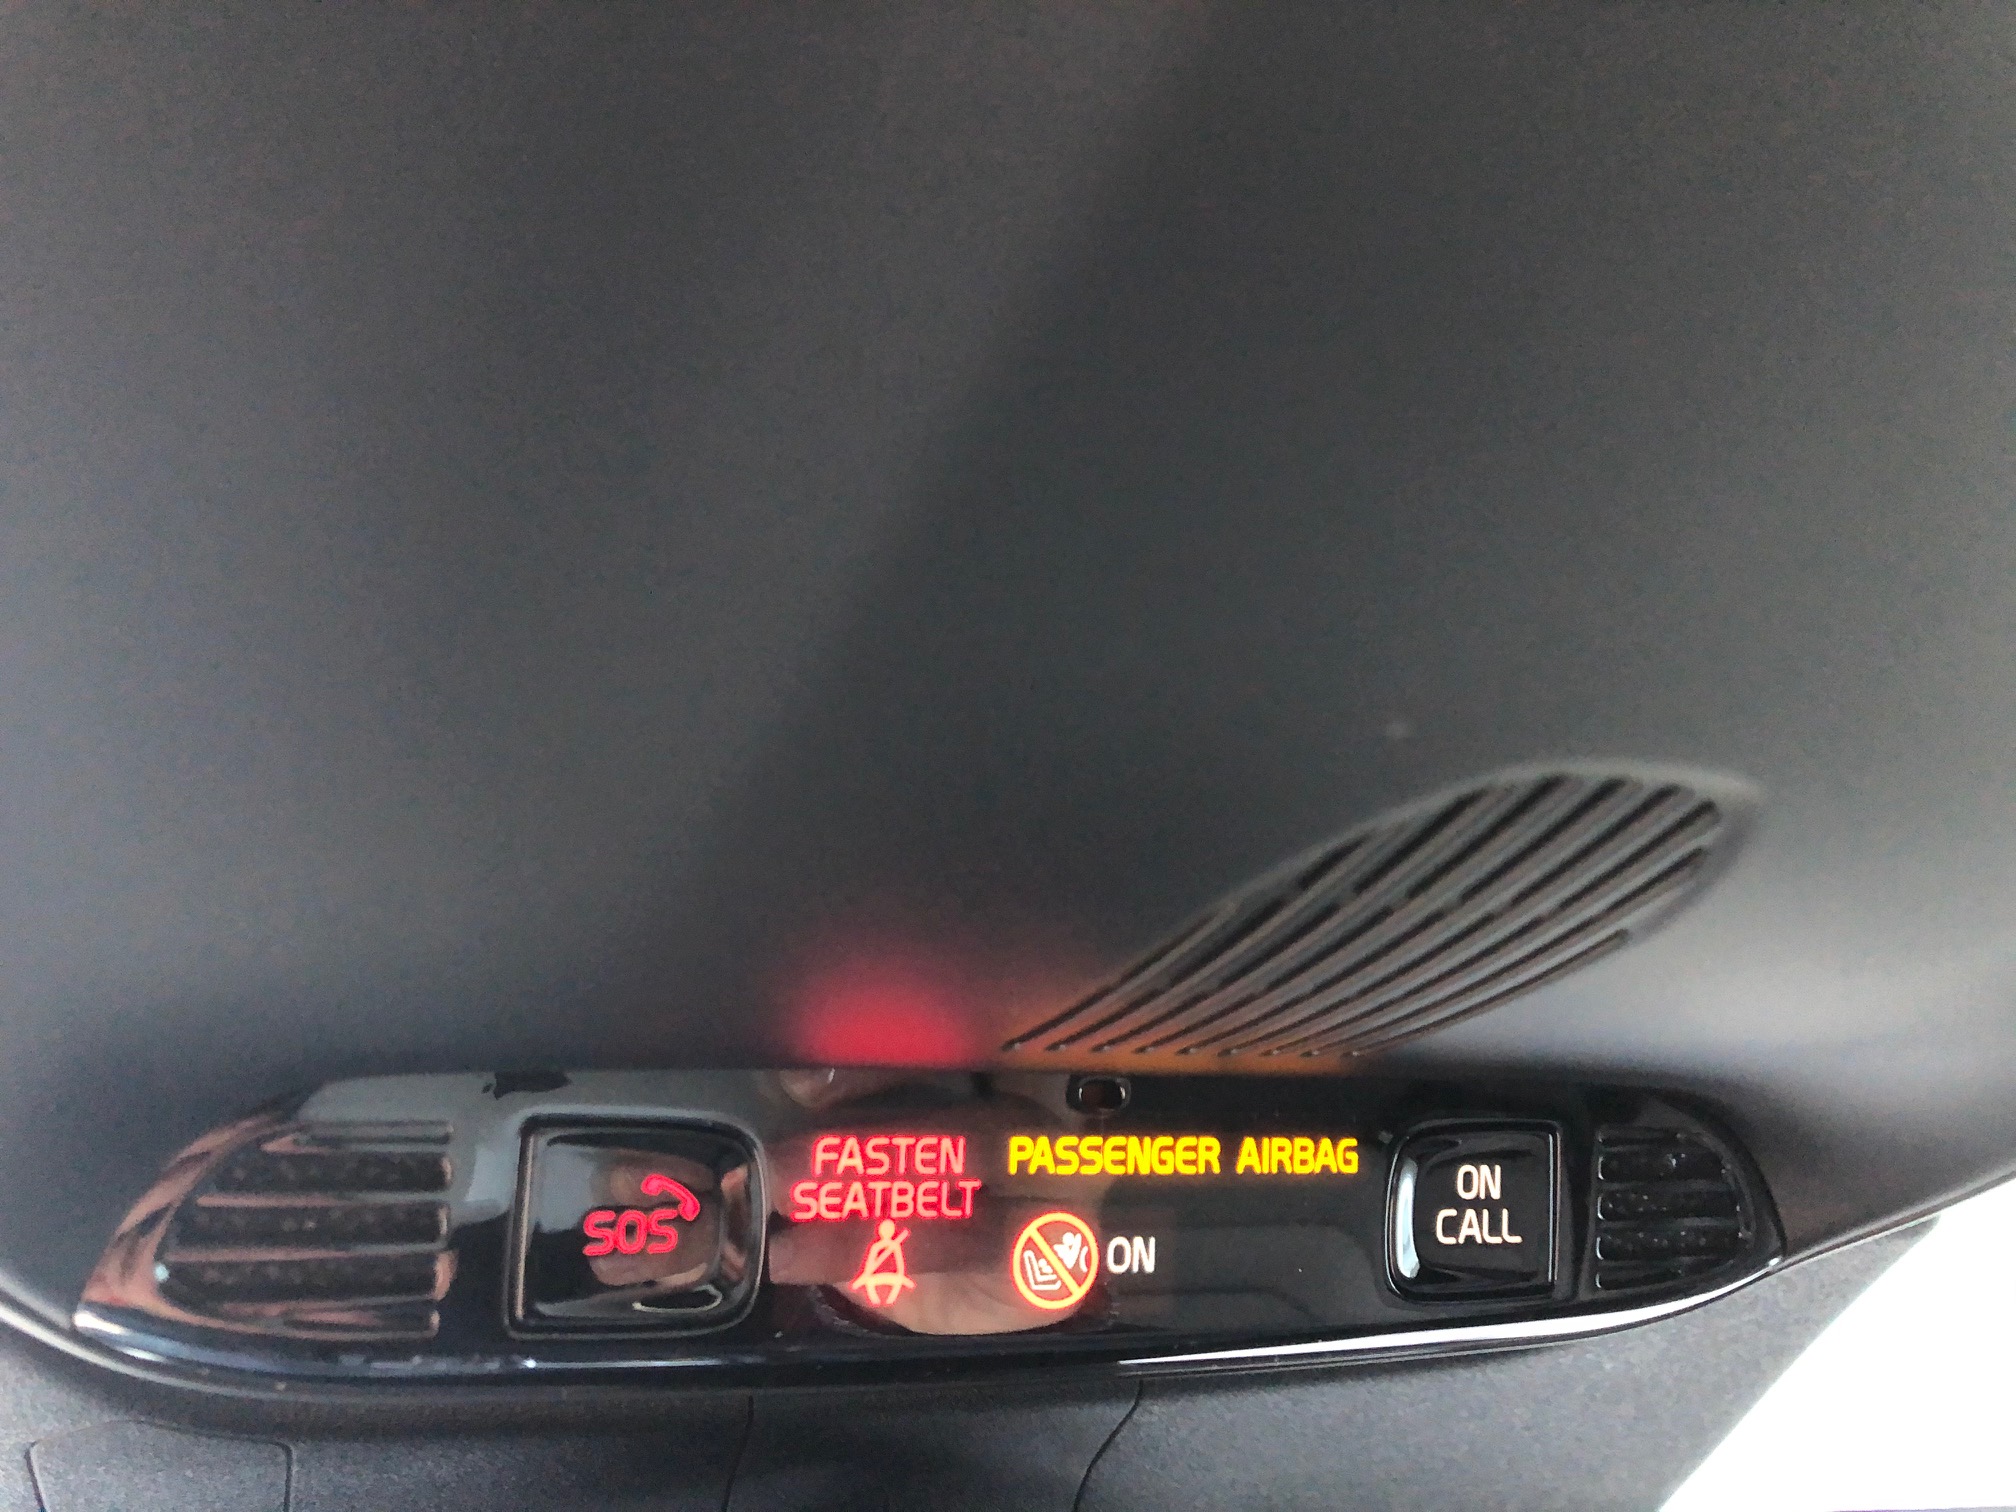 SOS
FASTEN
SEATBELT
PASSENGER AIRBAG
ON
ON
CALL